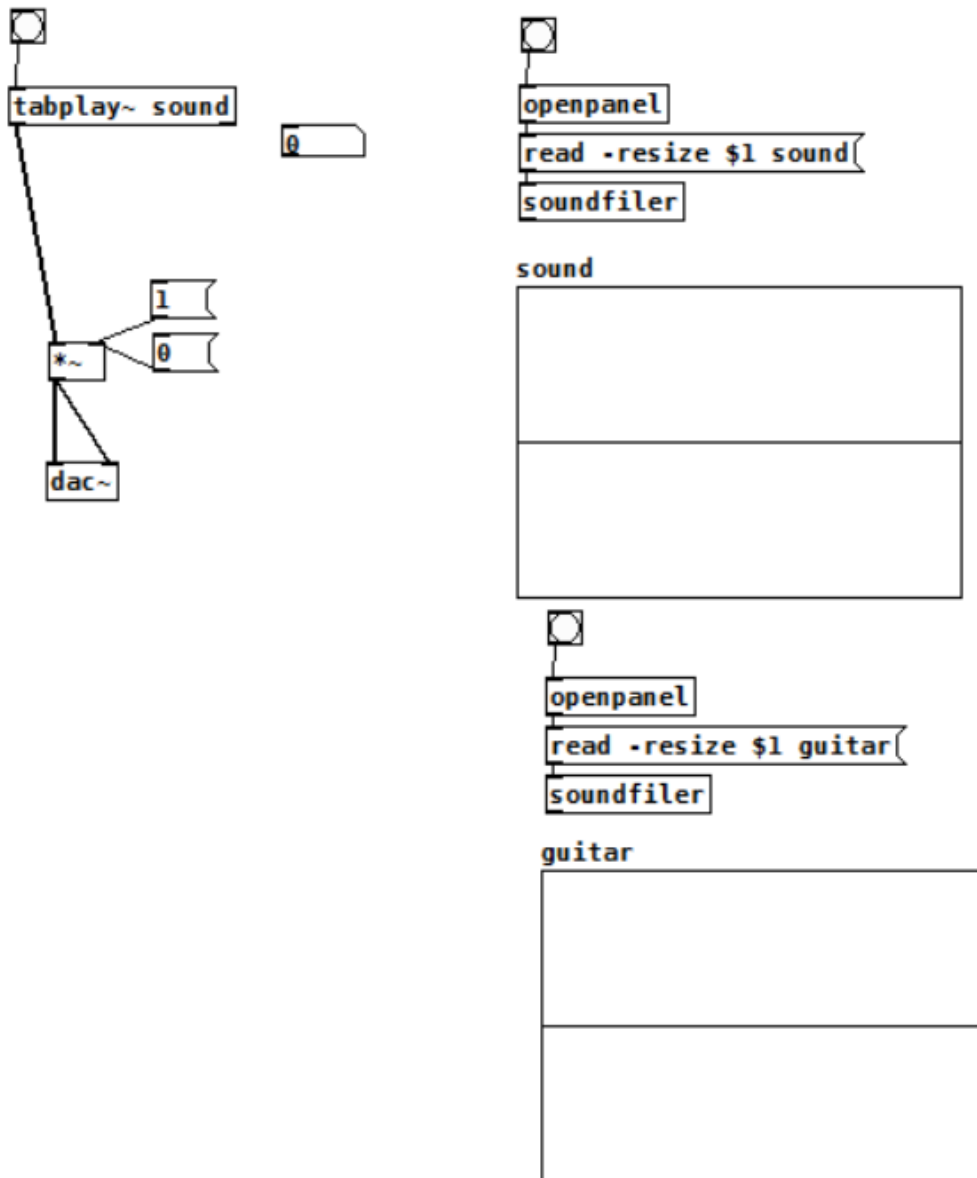 tabplay~ sound
0
1
*~
0
dac~
openpanel
read -resize $1 sound
soundfiler
sound
openpanel
read -resize $1 guitar
soundfiler
guitar